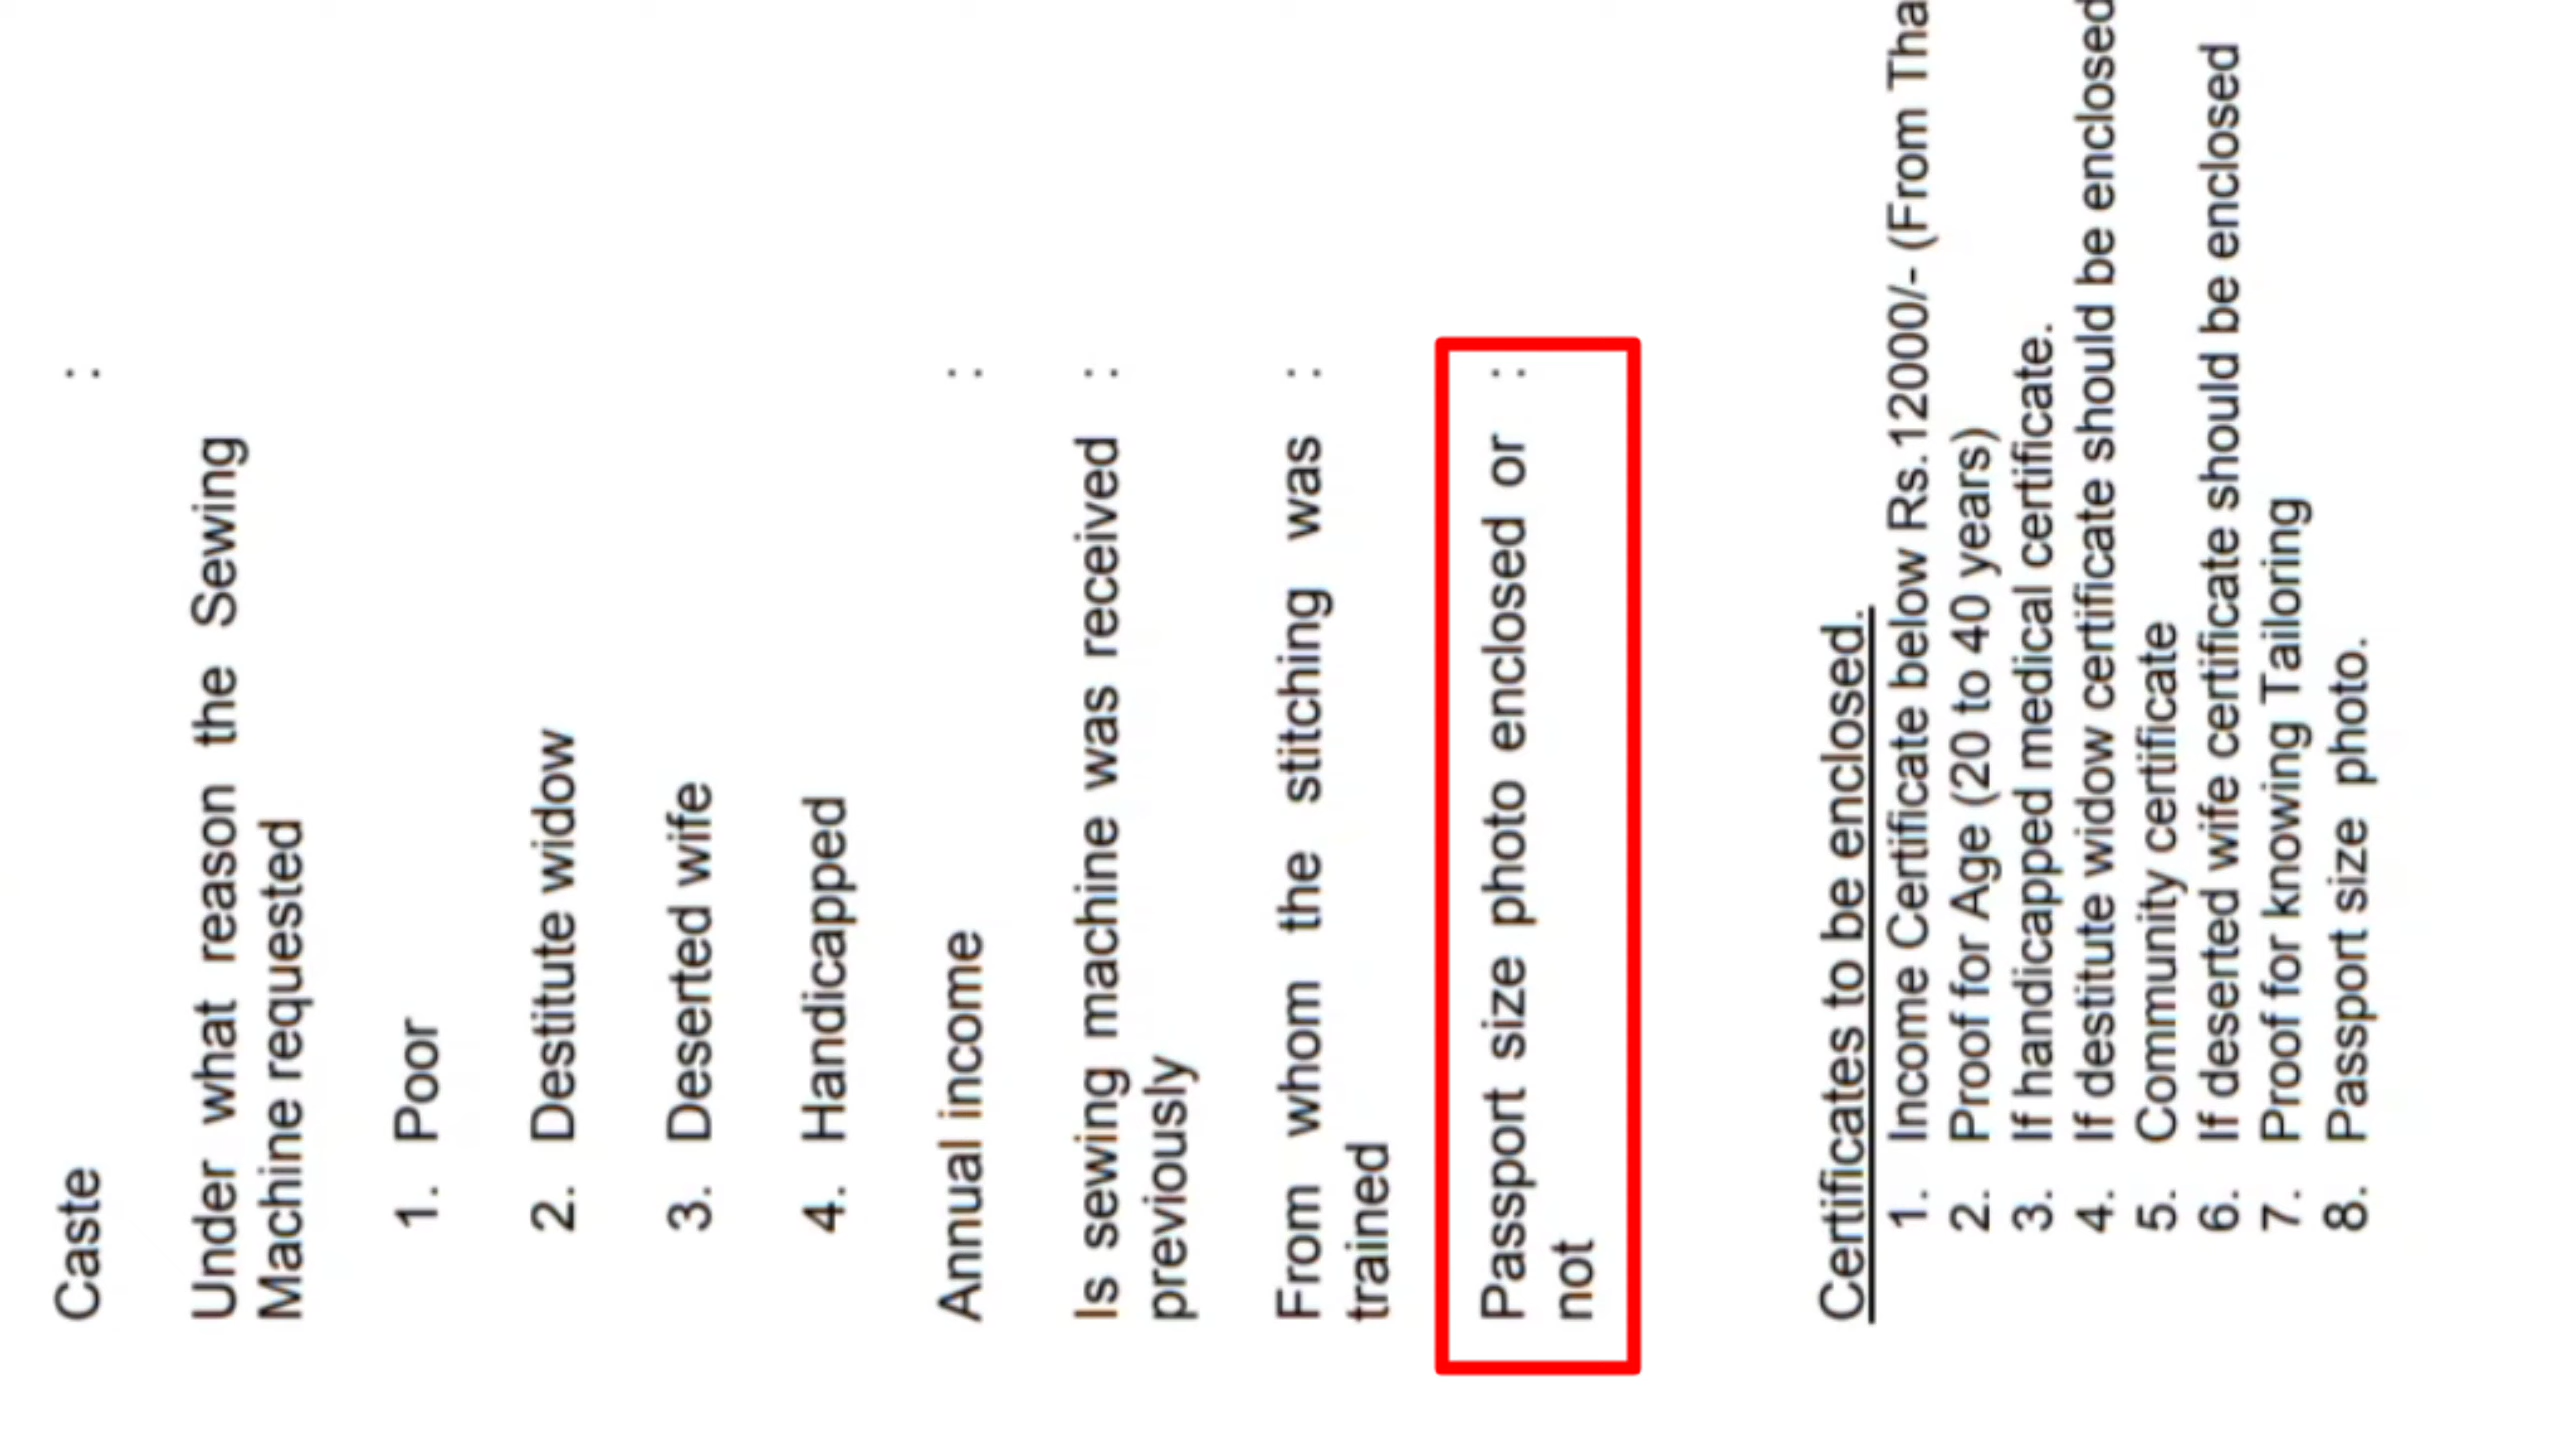 Caste :
Under what reason the Sewing
Machine requested
1. Poor
2. Destitute widow
3. Deserted wife
4. Handicapped
Annual income :
Is sewing machine was received :
previously
From whom the stitching was :
trained
Passport size photo enclosed or :
not
Certificates to be enclosed.
1. Income Certificate below Rs.12000/- (From Tha
2. Proof for Age (20 to 40 years)
3. If handicapped medical certificate.
4. If destitute widow certificate should be enclosed
5. Community certificate
6. If deserted wife certificate should be enclosed
7. Proof for knowing Tailoring
8. Passport size photo.